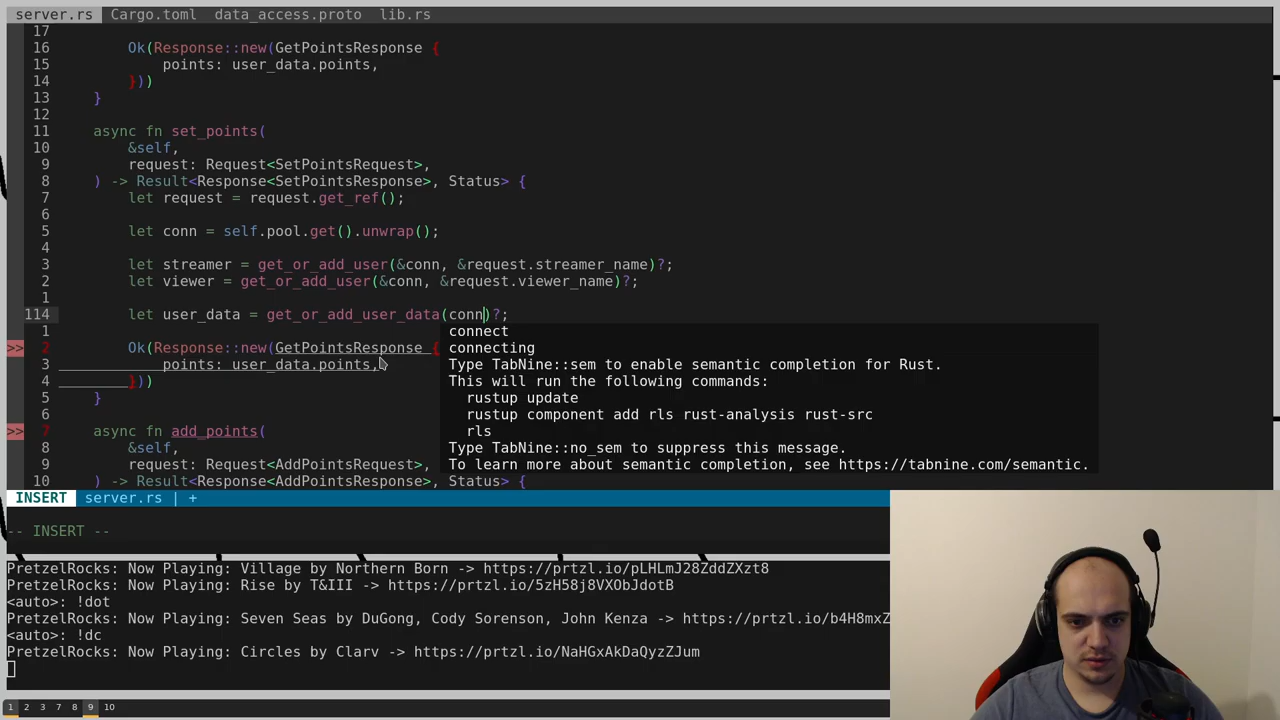 server.rs Cargo.toml data_access.proto lib.rs
17
16 Ok(Response::new(GetPointsResponse {
15 points: user_data.points,
14 }))
13 }
12
11 async fn set_points(
10 &self,
9 request: Request<SetPointsRequest>,
8 ) -> Result<Response<SetPointsResponse>, Status> {
7 let request = request.get_ref();
6
5 let conn = self.pool.get().unwrap();
4
3 let streamer = get_or_add_user(&conn, &request.streamer_name)?;
2 let viewer = get_or_add_user(&conn, &request.viewer_name)?;
1
114 let user_data = get_or_add_user_data(conn)?;
1 connect
>> 2 Ok(Response::new(GetPointsResponse { connecting
3 points: user_data.points, Type TabNine::sem to enable semantic completion for Rust.
4 })) This will run the following commands:
5 } rustup update
6 rustup component add rls rust-analysis rust-src
>> 7 async fn add_points( rls
8 &self, Type TabNine::no_sem to suppress this message.
9 request: Request<AddPointsRequest>, To learn more about semantic completion, see https://tabnine.com/semantic.
10 ) -> Result<Response<AddPointsResponse>, Status> {
INSERT server.rs | +
-- INSERT --
PretzelRocks: Now Playing: Village by Northern Born -> https://prtzl.io/pLHLmJ28ZddZXzt8
PretzelRocks: Now Playing: Rise by T&III -> https://prtzl.io/5zH58j8VXObJdotB
<auto>: !dot
PretzelRocks: Now Playing: Seven Seas by DuGong, Cody Sorenson, John Kenza -> https://prtzl.io/b4H8mxZ
<auto>: !dc
PretzelRocks: Now Playing: Circles by Clarv -> https://prtzl.io/NaHGxAkDaQyzZJum
1 2 3 7 8 9 10